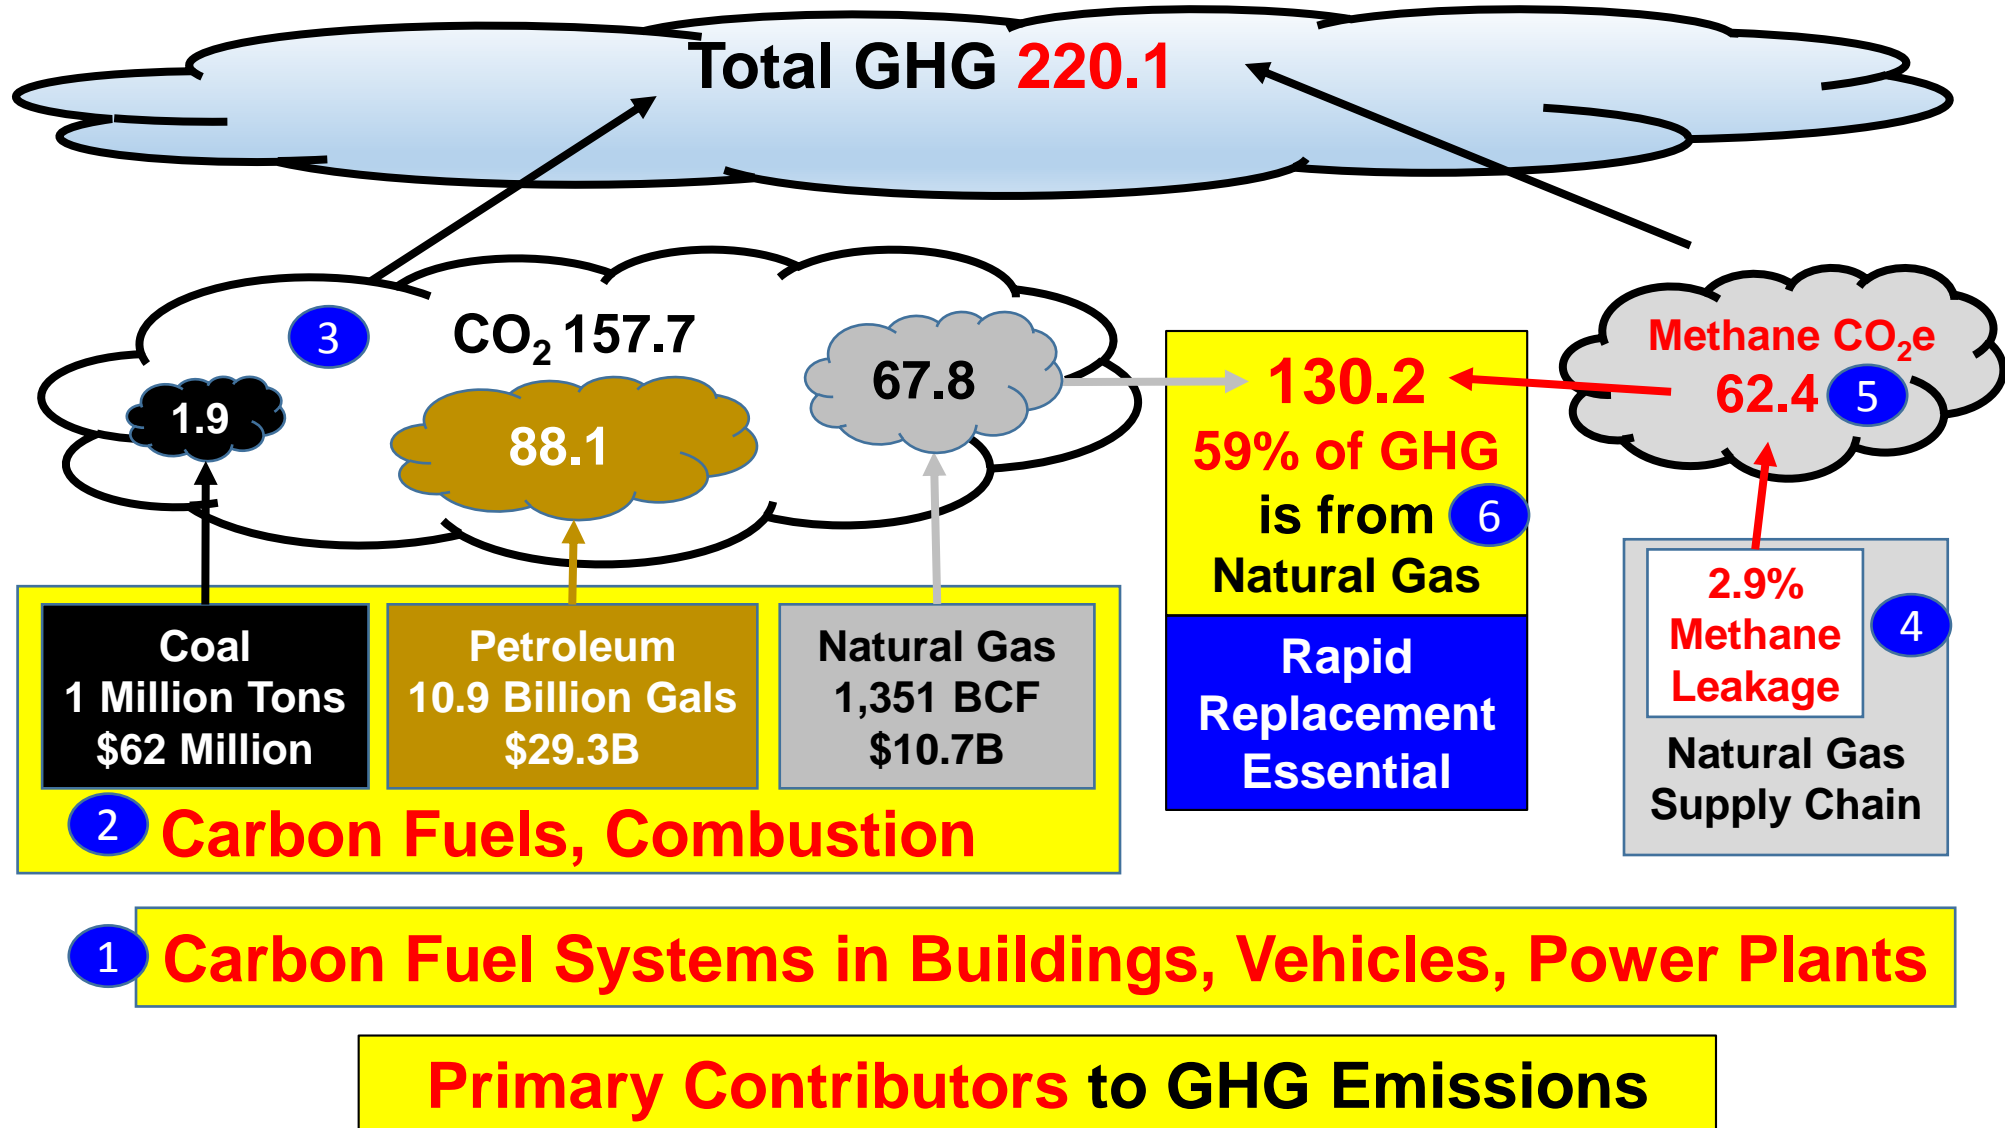 Total GHG 220.1
3
CO₂ 157.7
1.9
88.1
67.8
130.2
59% of GHG
is from
6
Natural Gas
Rapid
Replacement
Essential
Methane CO₂e
62.4
5
2.9%
Methane
Leakage
4
Natural Gas
Supply Chain
Coal
1 Million Tons
$62 Million
Petroleum
10.9 Billion Gals
$29.3B
Natural Gas
1,351 BCF
$10.7B
2
Carbon Fuels, Combustion
1
Carbon Fuel Systems in Buildings, Vehicles, Power Plants
Primary Contributors to GHG Emissions